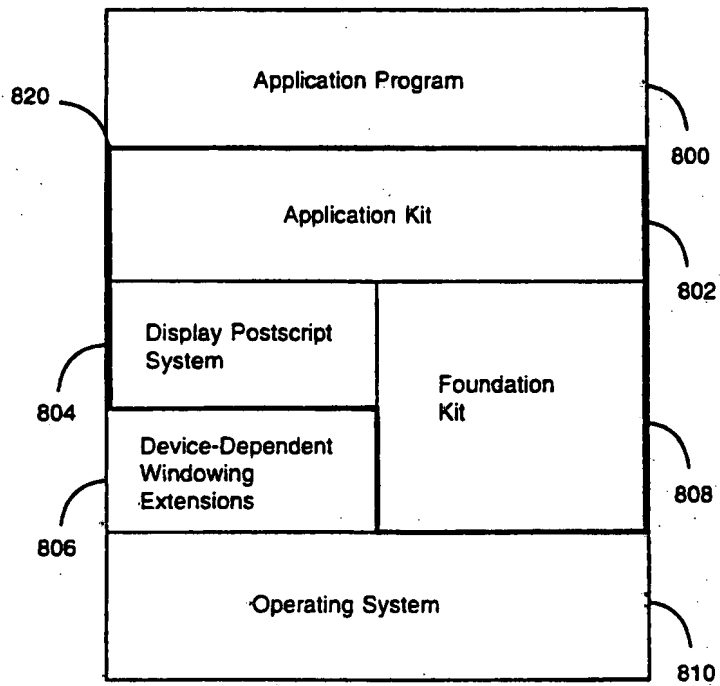 Application Program
820
800
Application Kit
802
Display Postscript
System
Foundation
Kit
804
Device-Dependent
Windowing
Extensions
808
806
Operating System
810